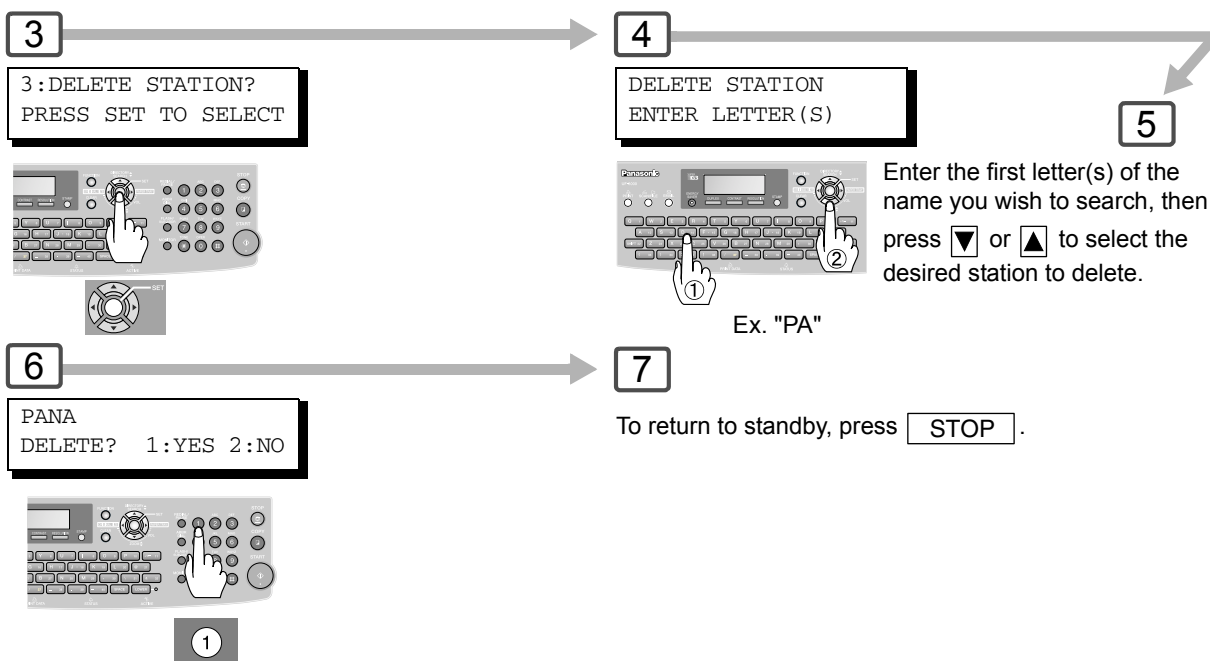 3
3:DELETE STATION?
PRESS SET TO SELECT
SET
4
DELETE STATION
ENTER LETTER(S)
Panasonic
①
②
Ex. "PA"
Enter the first letter(s) of the
name you wish to search, then
press ▼ or ▲ to select the
desired station to delete.
5
6
PANA
DELETE? 1:YES 2:NO
1
7
To return to standby, press STOP .